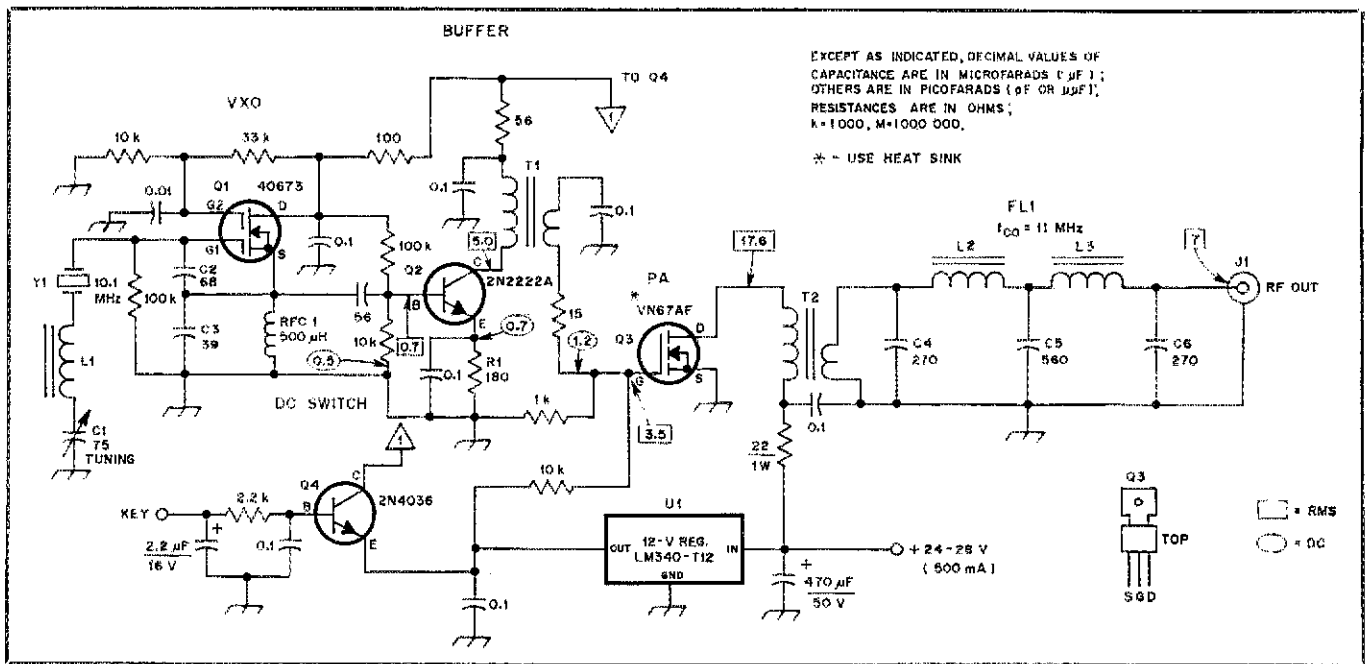 BUFFER
EXCEPT AS INDICATED, DECIMAL VALUES OF
CAPACITANCE ARE IN MICROFARADS (µF);
OTHERS ARE IN PICOFARADS (pF OR µµF);
RESISTANCES ARE IN OHMS;
k=1000, M=1000 000.
* - USE HEAT SINK
TO Q4
1
VXO
10 k
33 k
100
56
T1
0.1
0.1
0.01
Q1
40673
G2
D
G1
S
0.1
100 k
Q2
5.0
C
2N2222A
B
E
Y1
10.1
MHz
100 k
C2
68
C3
39
RFC 1
500 µH
56
10 k
0.5
0.7
0.7
0.1
R1
180
15
1.2
L1
C1
75
TUNING
DC SWITCH
1 k
PA
*
VN67AF
Q3
D
G
S
3.5
17.6
T2
0.1
22
1W
FL1
fCO = 11 MHz
L2
L3
C4
270
C5
560
C6
270
7
J1
RF OUT
1
KEY
2.2 k
Q4
C
B
2N4036
E
+
2.2 µF
16 V
0.1
10 k
0.1
U1
OUT
12-V REG.
LM340-T12
IN
GND
+ 24-28 V
(500 mA)
+
470 µF
50 V
Q3
TOP
SGD
= RMS
= DC